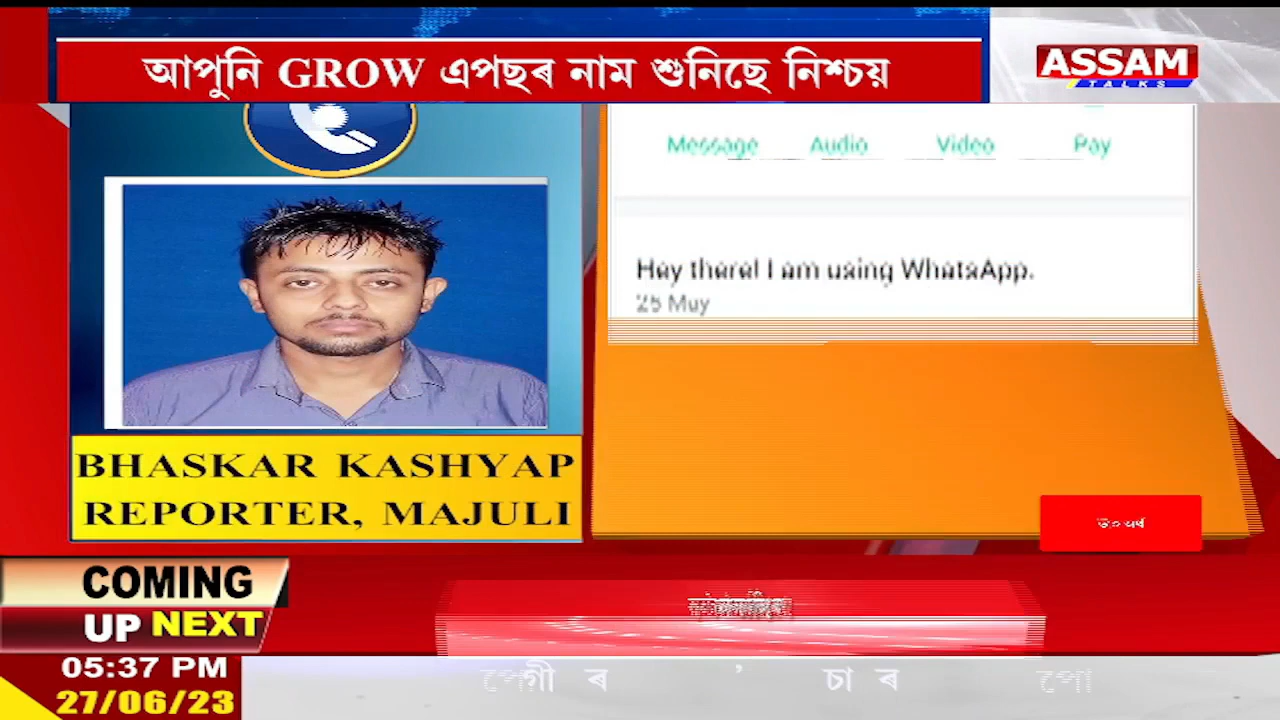 আপুনি GROW এপছৰ নাম শুনিছে নিশ্চয়
ASSAM
TALKS
Message Audio Video Pay
Hey there! I am using WhatsApp.
25 May
BHASKAR KASHYAP
REPORTER, MAJULI
COMING
UP NEXT
05:37 PM
27/06/23